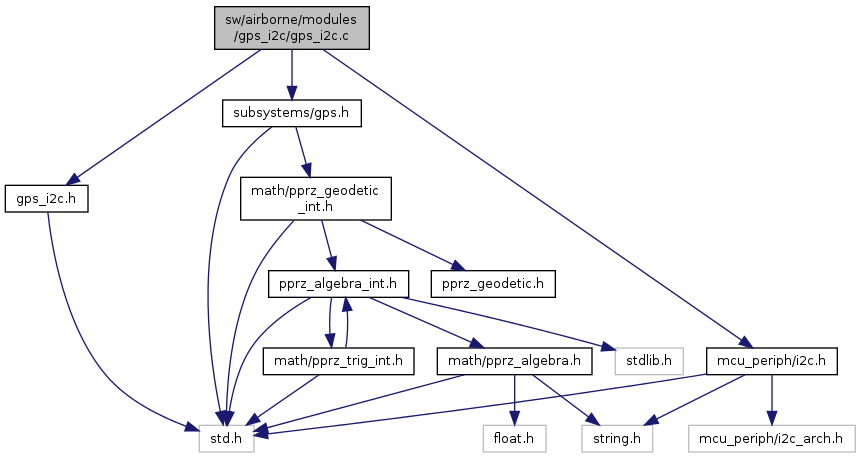 sw/airborne/modules
/gps_i2c/gps_i2c.c
subsystems/gps.h
gps_i2c.h
math/pprz_geodetic
_int.h
pprz_algebra_int.h
pprz_geodetic.h
math/pprz_trig_int.h
math/pprz_algebra.h
stdlib.h
mcu_periph/i2c.h
std.h
float.h
string.h
mcu_periph/i2c_arch.h